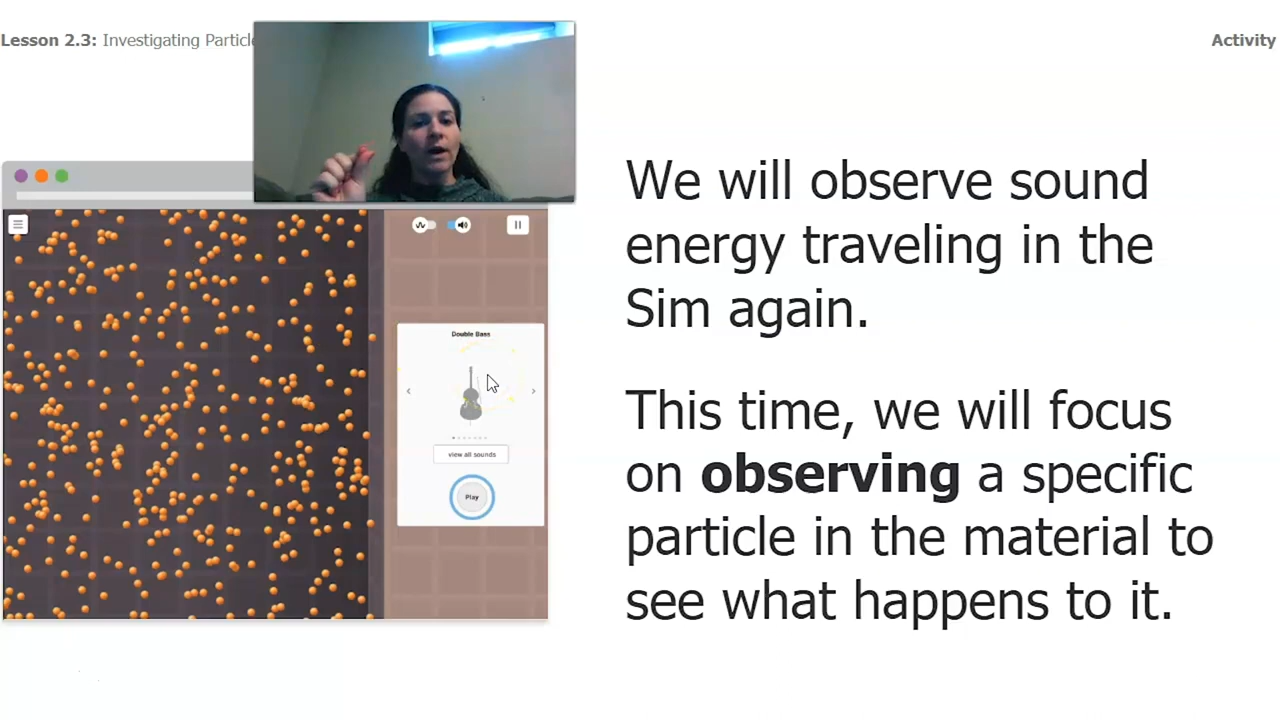 Lesson 2.3: Investigating Particle
Activity
We will observe sound
energy traveling in the
Sim again.
This time, we will focus
on observing a specific
particle in the material to
see what happens to it.
Double Bass
view all sounds
Play